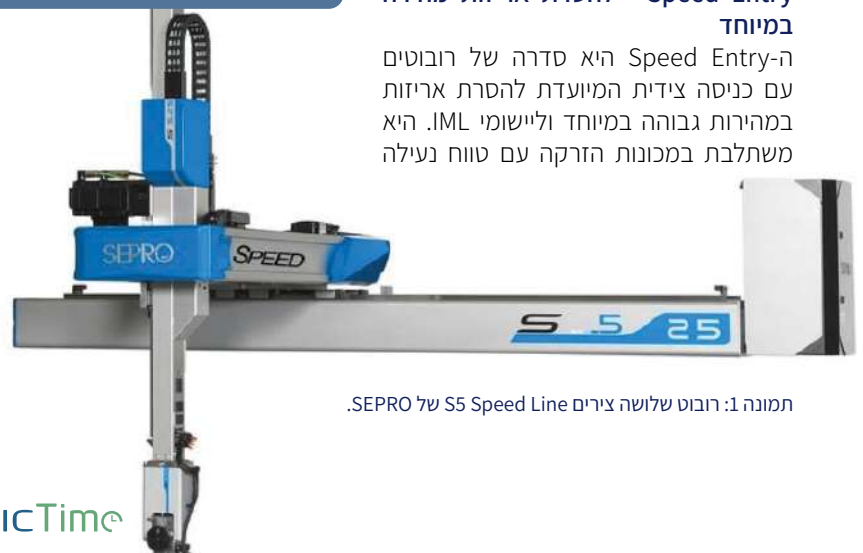 במיוחד
ה-Speed Entry היא סדרה של רובוטים
עם כניסה צידית המיועדת להסרת אריזות
במהירות גבוהה במיוחד וליישומי IML. היא
משתלבת במכונות הזרקה עם טווח נעילה
SEPRO
SPEED
S 5 25
תמונה 1: רובוט שלושה צירים S5 Speed Line של SEPRO.
icTime